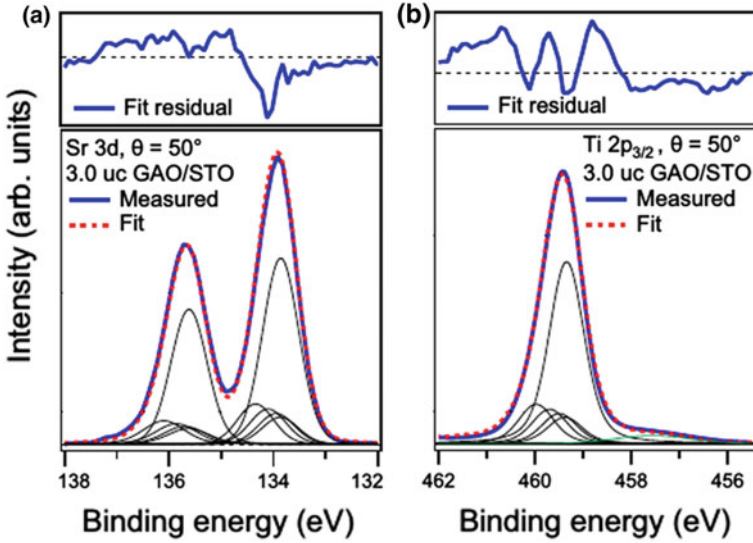 (a)
Fit residual
Sr 3d, θ = 50°
3.0 uc GAO/STO
Measured
Fit
138 136 134 132
Binding energy (eV)
Intensity (arb. units)
(b)
Fit residual
Ti 2p3/2, θ = 50°
3.0 uc GAO/STO
Measured
Fit
462 460 458 456
Binding energy (eV)